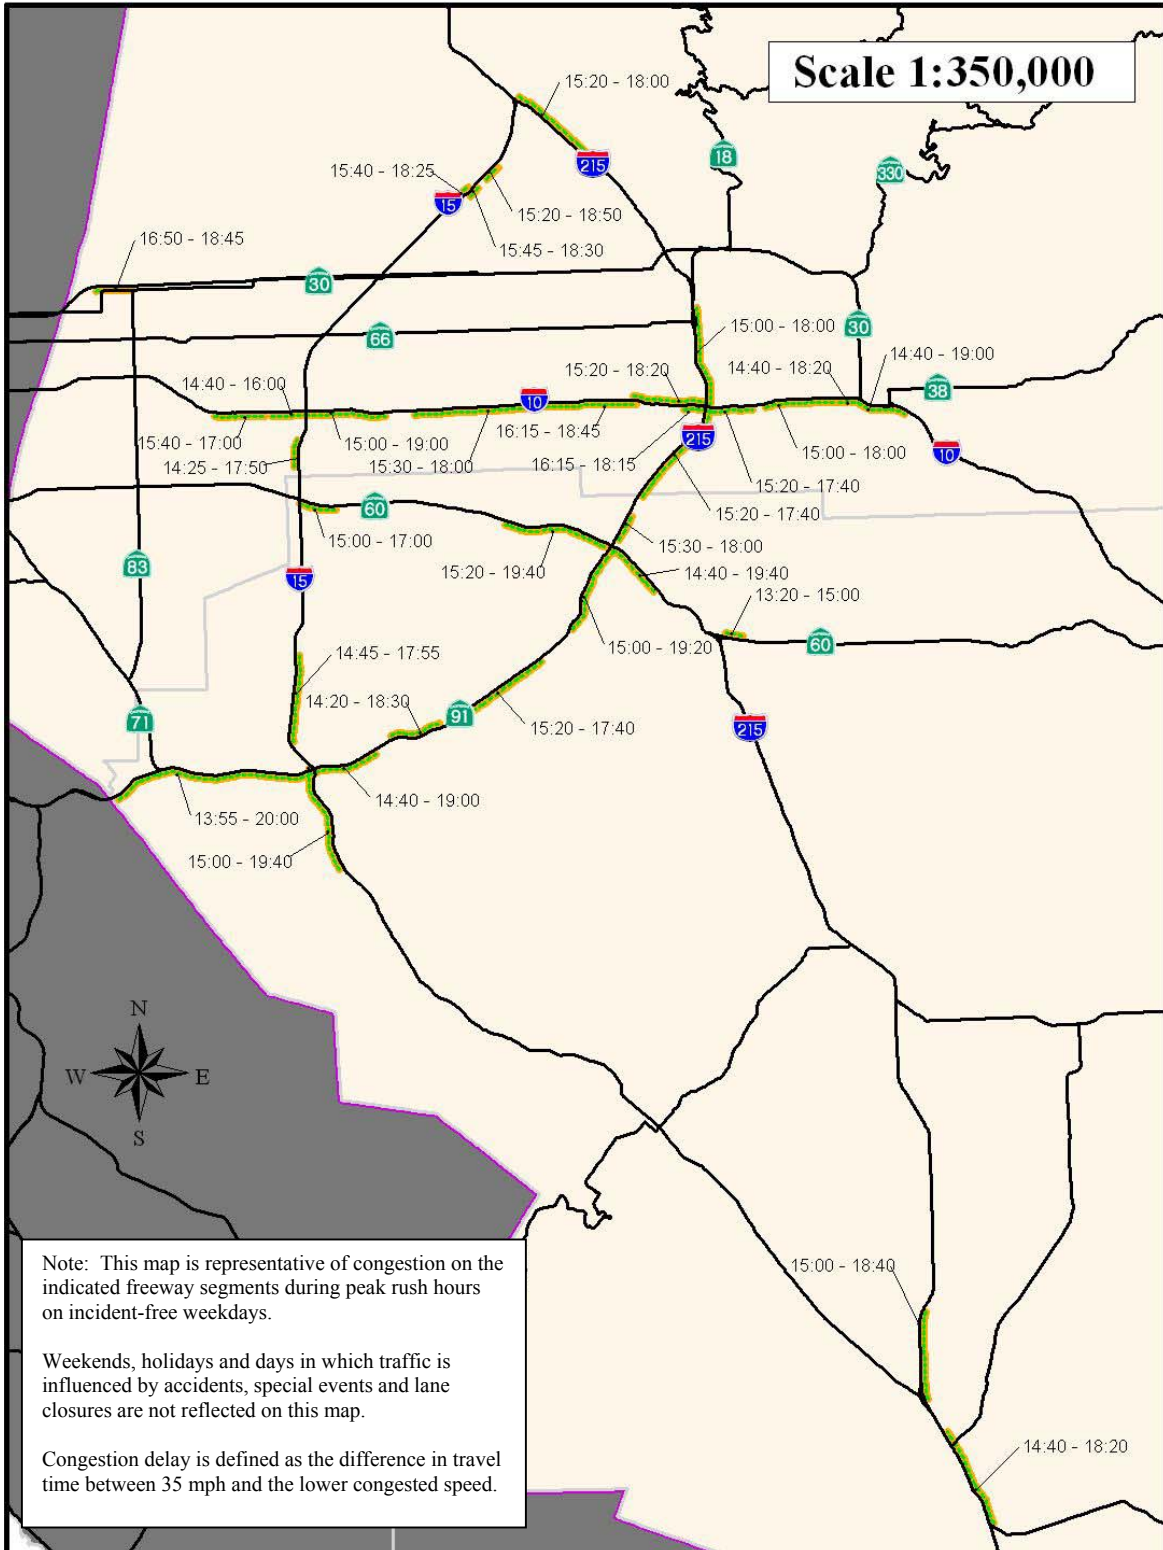 Scale 1:350,000
15:20 - 18:00
215
18
330
15:40 - 18:25
15
15:20 - 18:50
15:45 - 18:30
16:50 - 18:45
30
66
15:00 - 18:00
30
14:40 - 19:00
15:20 - 18:20
14:40 - 18:20
38
14:40 - 16:00
10
15:40 - 17:00
15:00 - 19:00
16:15 - 18:45
215
14:25 - 17:50
15:30 - 18:00
16:15 - 18:15
15:00 - 18:00
10
15:20 - 17:40
60
15:20 - 17:40
15:00 - 17:00
15:30 - 18:00
83
15
15:20 - 19:40
14:40 - 19:40
13:20 - 15:00
60
15:00 - 19:20
14:45 - 17:55
14:20 - 18:30
71
91
15:20 - 17:40
215
14:40 - 19:00
13:55 - 20:00
15:00 - 19:40
N
W E
S
Note: This map is representative of congestion on the
indicated freeway segments during peak rush hours
on incident-free weekdays.
Weekends, holidays and days in which traffic is
influenced by accidents, special events and lane
closures are not reflected on this map.
Congestion delay is defined as the difference in travel
time between 35 mph and the lower congested speed.
15:00 - 18:40
14:40 - 18:20